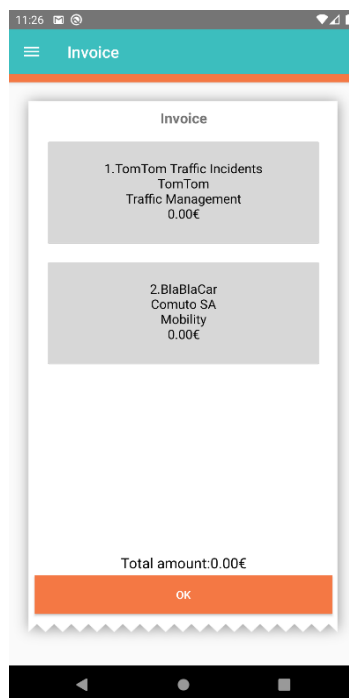 11:26
Invoice
Invoice
1.TomTom Traffic Incidents
TomTom
Traffic Management
0.00€
2.BlaBlaCar
Comuto SA
Mobility
0.00€
Total amount:0.00€
OK